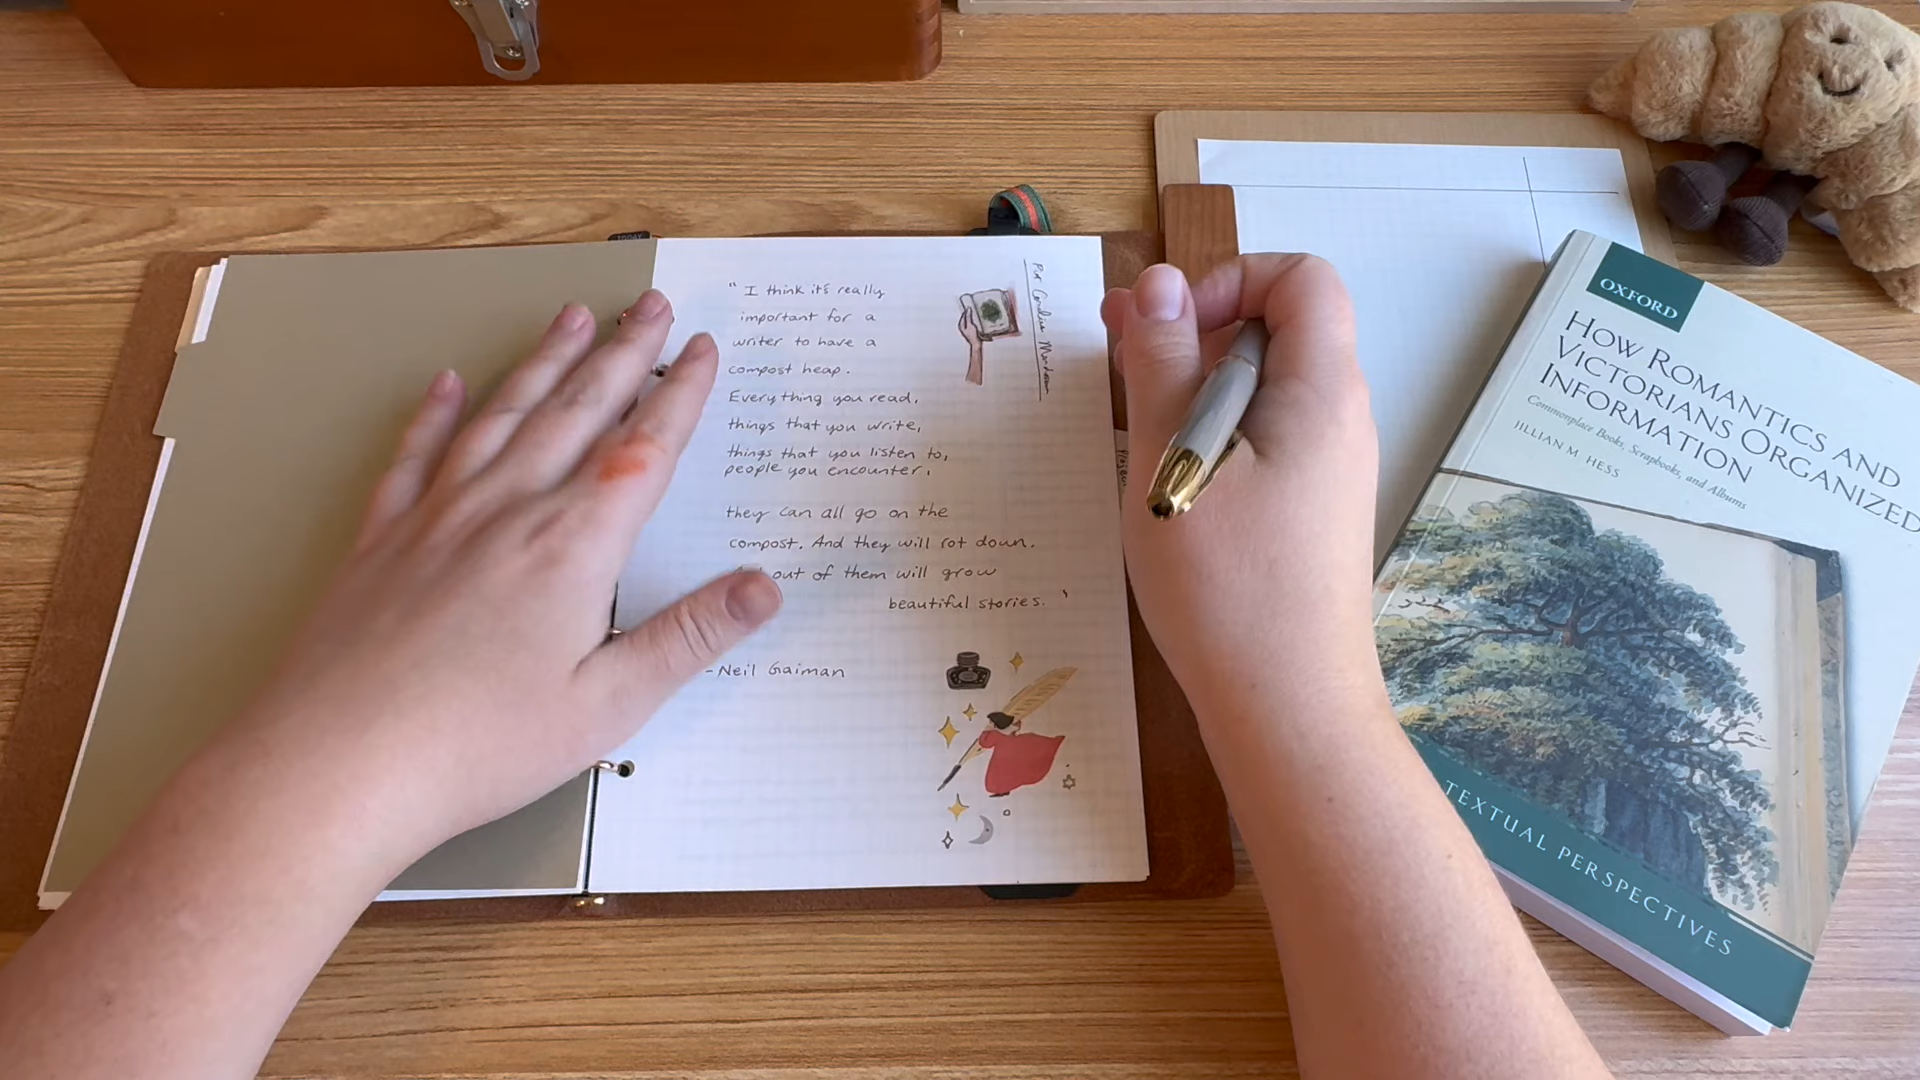 " I think it's really
important for a
writer to have a
compost heap.
Everything you read,
things that you write,
things that you listen to,
people you encounter,
they can all go on the
compost. And they will rot down.
out of them will grow
beautiful stories. "
- Neil Gaiman
OXFORD
HOW ROMANTICS AND
VICTORIANS ORGANIZED
INFORMATION
Commonplace Books, Scrapbooks, and Albums
JILLIAN M. HESS
TEXTUAL PERSPECTIVES